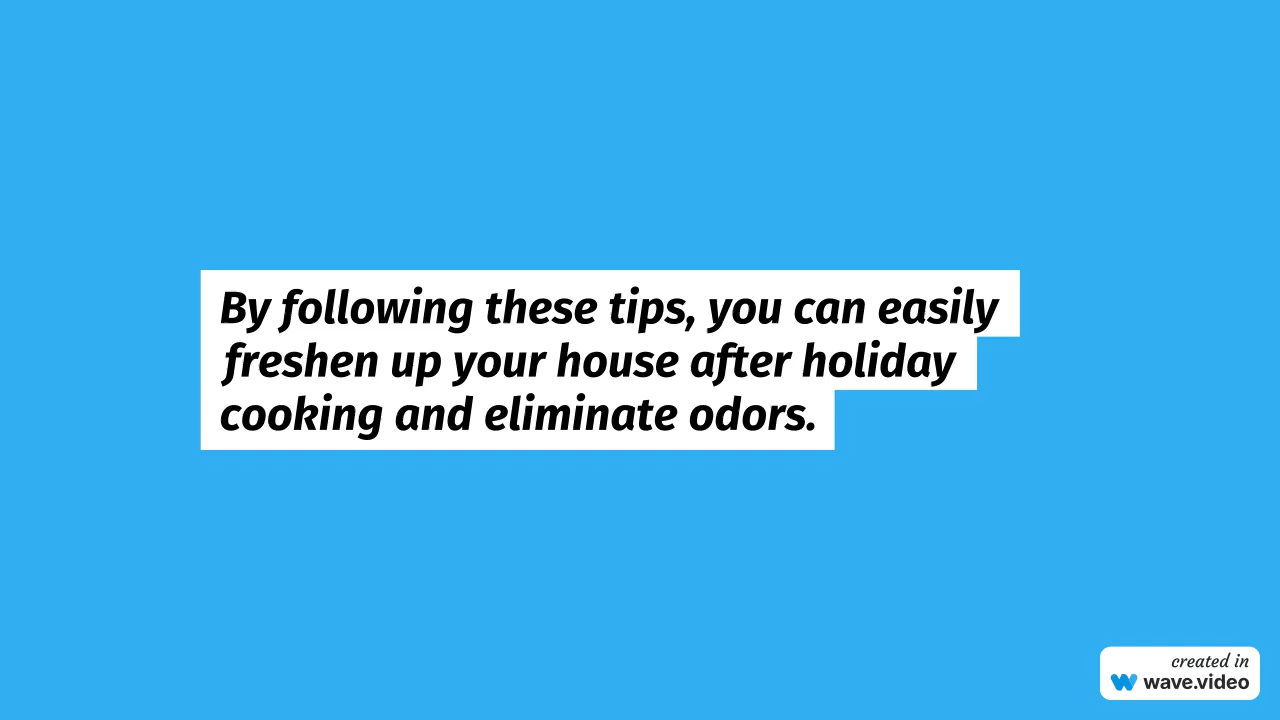 By following these tips, you can easily
freshen up your house after holiday
cooking and eliminate odors.
created in
wave.video